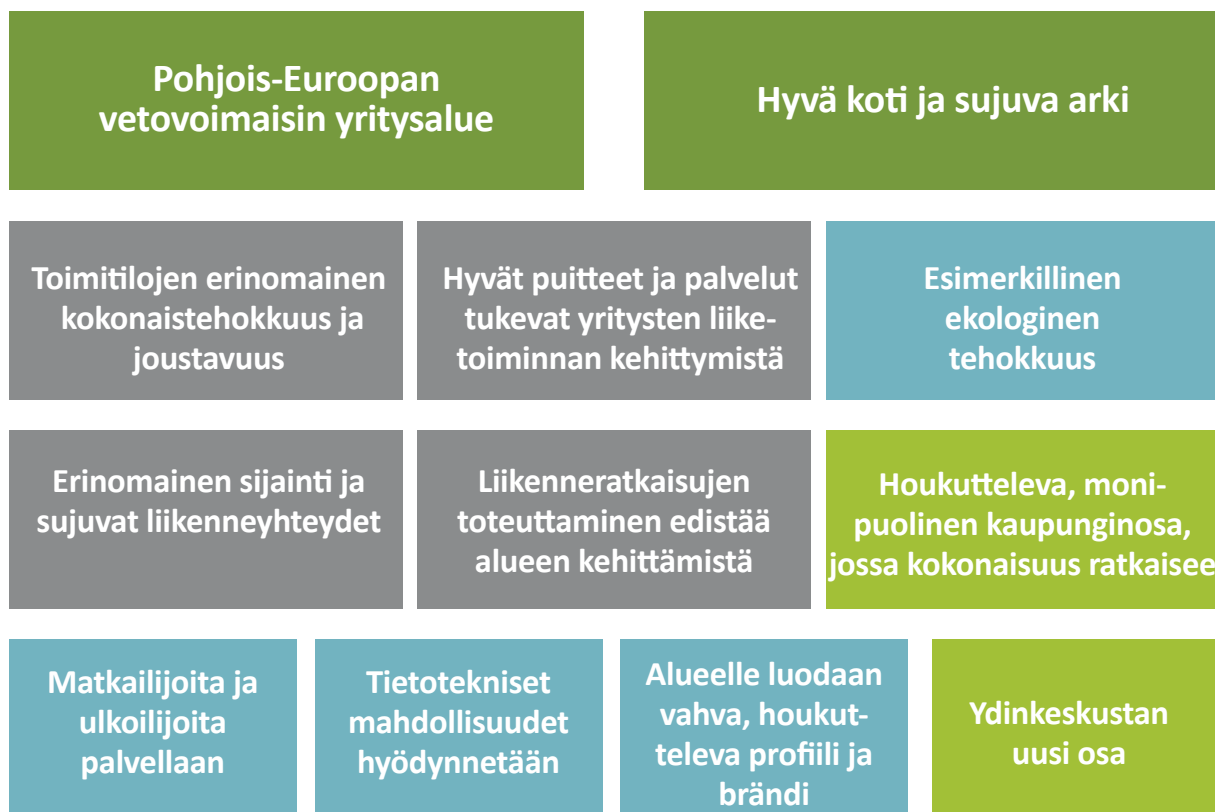 Pohjois-Euroopan
vetovoimaisin yritysalue
Hyvä koti ja sujuva arki
Toimitilojen erinomainen
kokonaistehokkuus ja
joustavuus
Hyvät puitteet ja palvelut
tukevat yritysten liike-
toiminnan kehittymistä
Esimerkillinen
ekologinen
tehokkuus
Erinomainen sijainti ja
sujuvat liikenneyhteydet
Liikenneratkaisujen
toteuttaminen edistää
alueen kehittämistä
Houkutteleva, moni-
puolinen kaupunginosa,
jossa kokonaisuus ratkaisee
Matkailijoita ja
ulkoilijoita
palvellaan
Tietotekniset
mahdollisuudet
hyödynnetään
Alueelle luodaan
vahva, houkut-
televa profiili ja
brändi
Ydinkeskustan
uusi osa